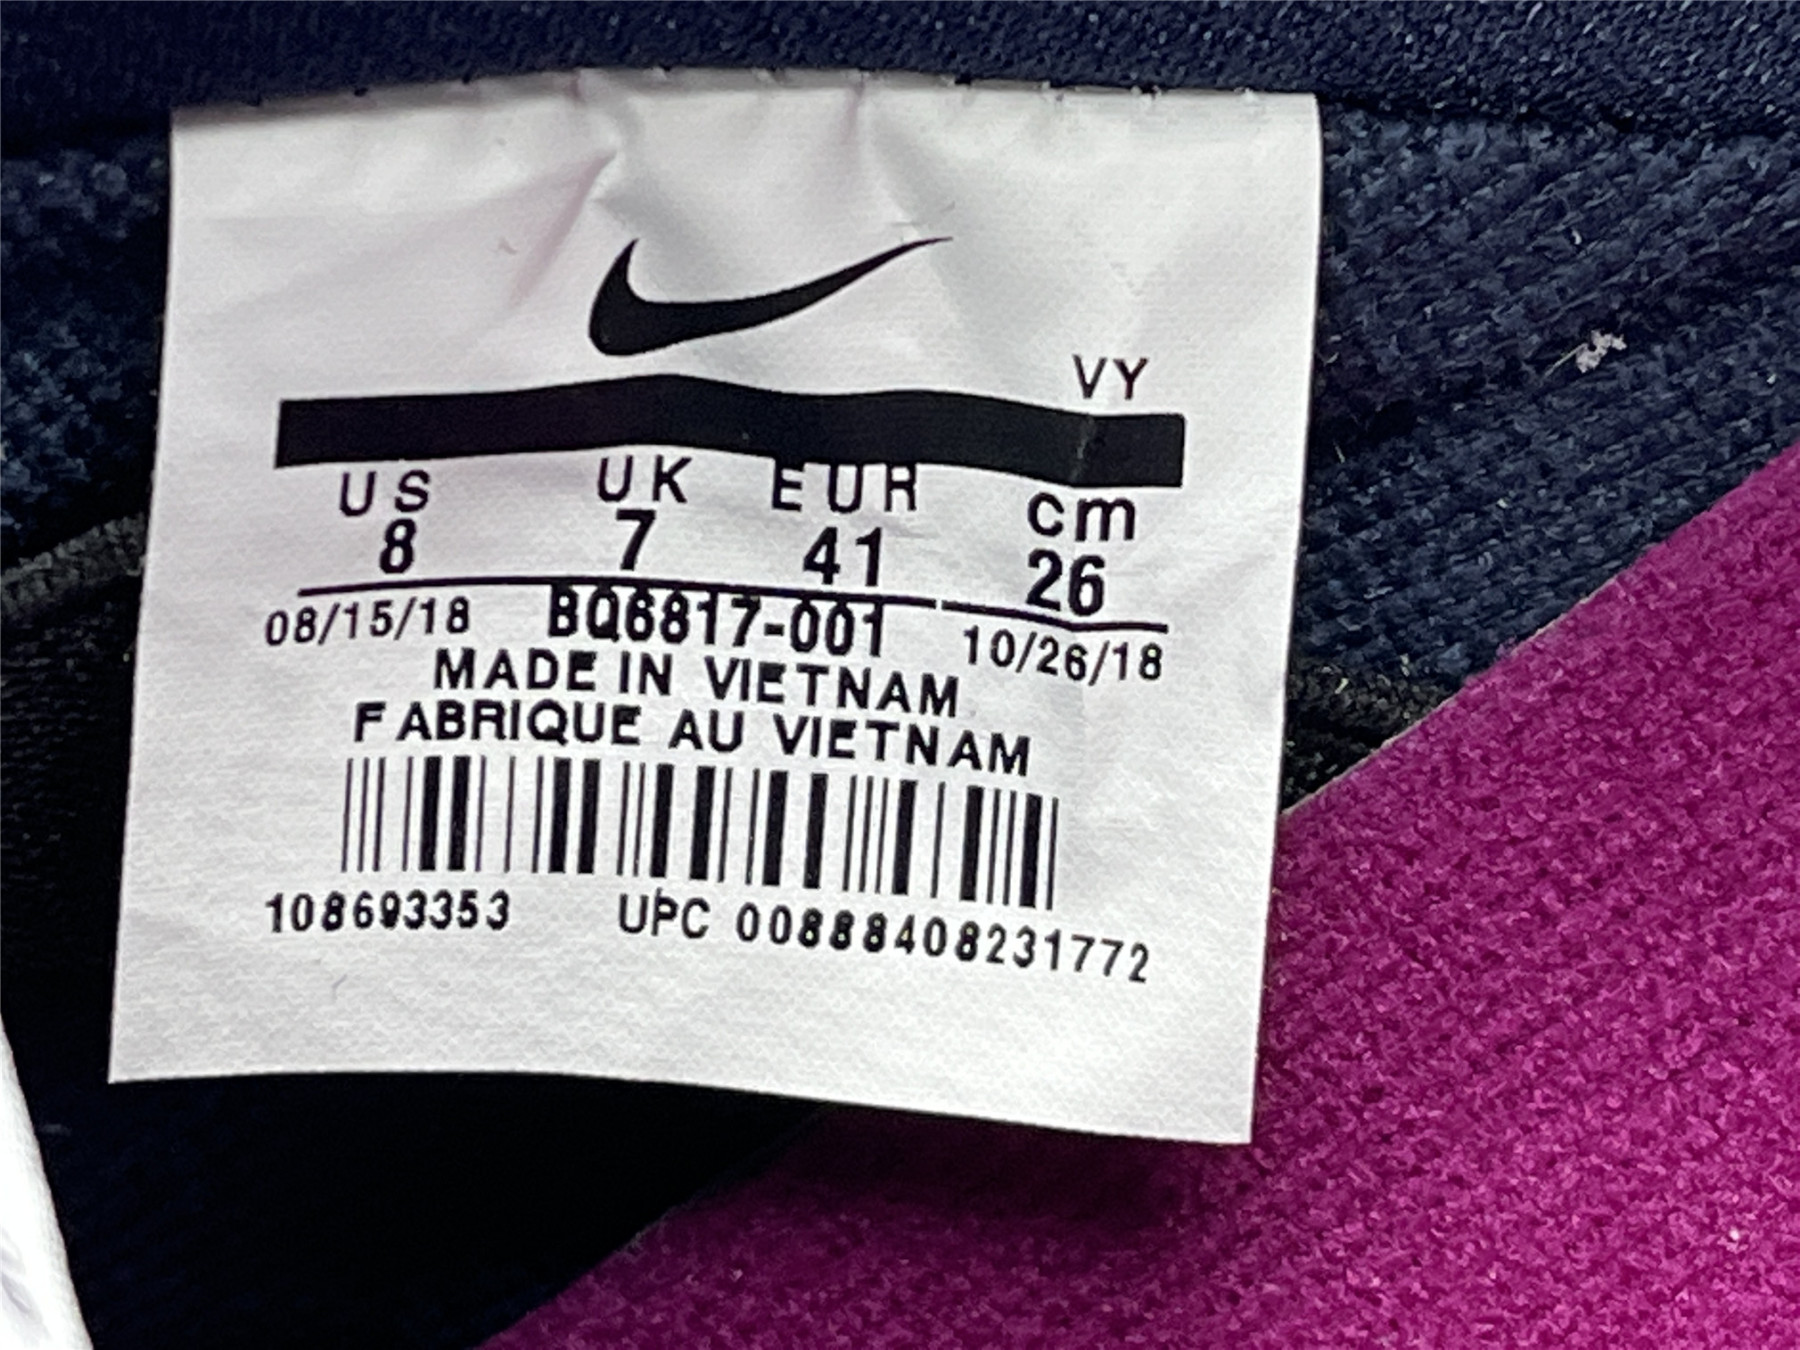 VY
US UK EUR cm
8 7 41 26
08/15/18 BQ6817-001 10/26/18
MADE IN VIETNAM
FABRIQUE AU VIETNAM
108693353 UPC 00888408231772